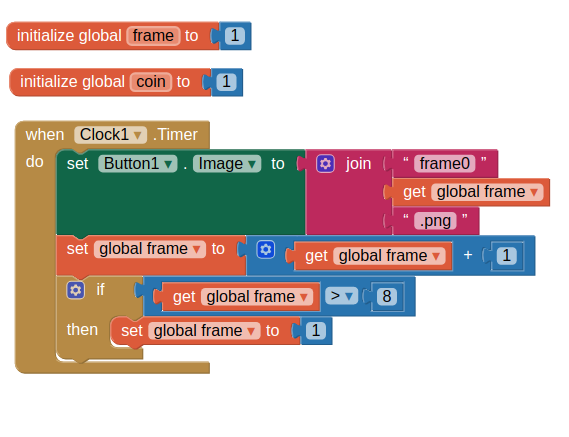 initialize global frame to 1
initialize global coin to 1
when Clock1 .Timer
do set Button1 . Image to join “ frame0 ”
get global frame
“ .png ”
set global frame to get global frame + 1
if get global frame > 8
then set global frame to 1